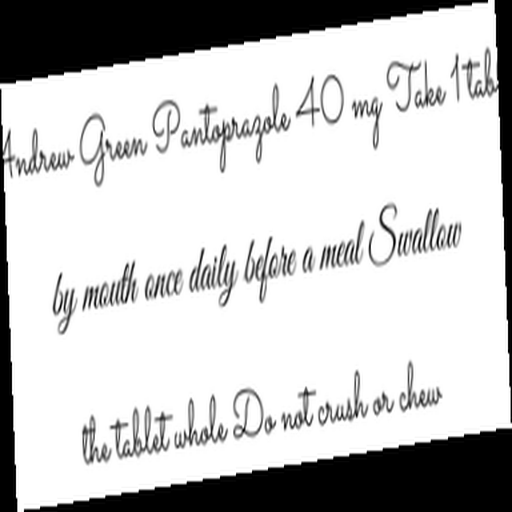 Andrew Green Pantoprazole 40 mg Take 1 tab
by mouth once daily before a meal Swallow
the tablet whole Do not crush or chew